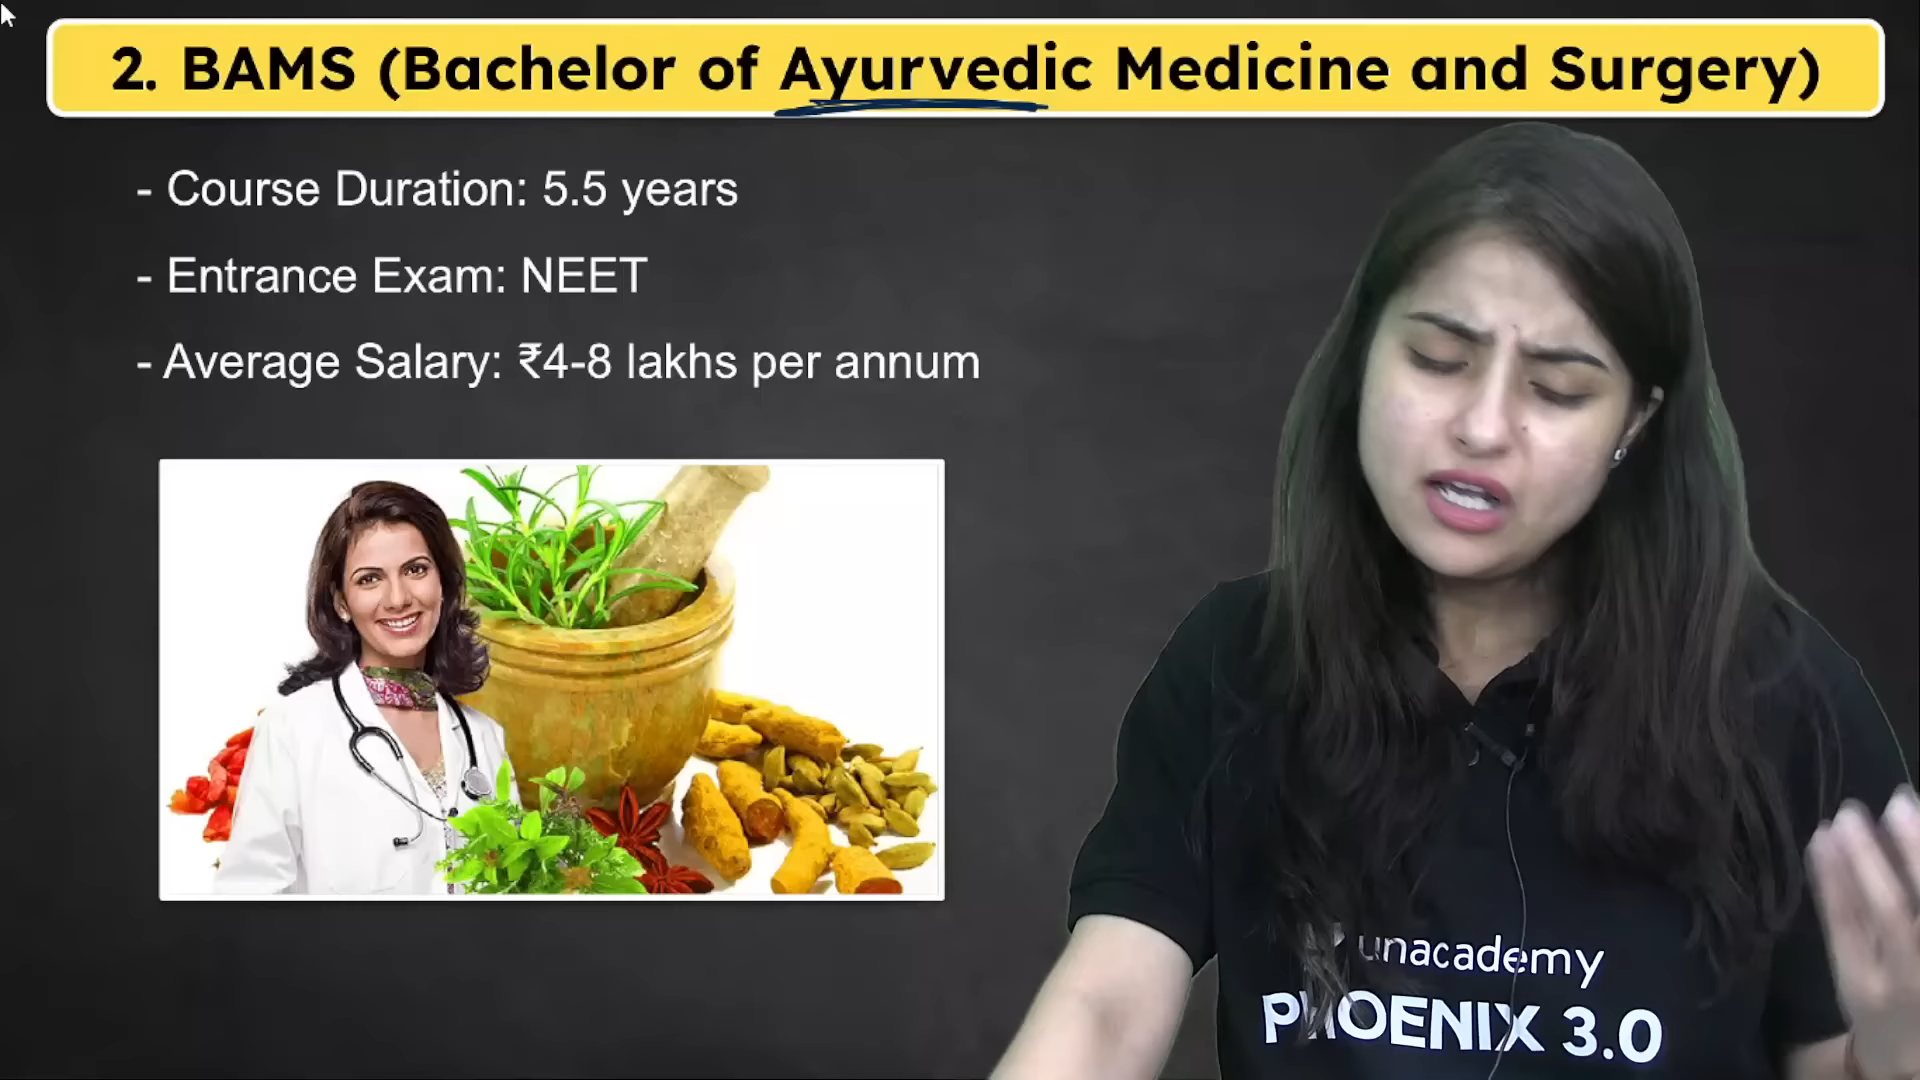 2. BAMS (Bachelor of Ayurvedic Medicine and Surgery)
- Course Duration: 5.5 years
- Entrance Exam: NEET
- Average Salary: ₹4-8 lakhs per annum
unacademy
PHOENIX 3.0